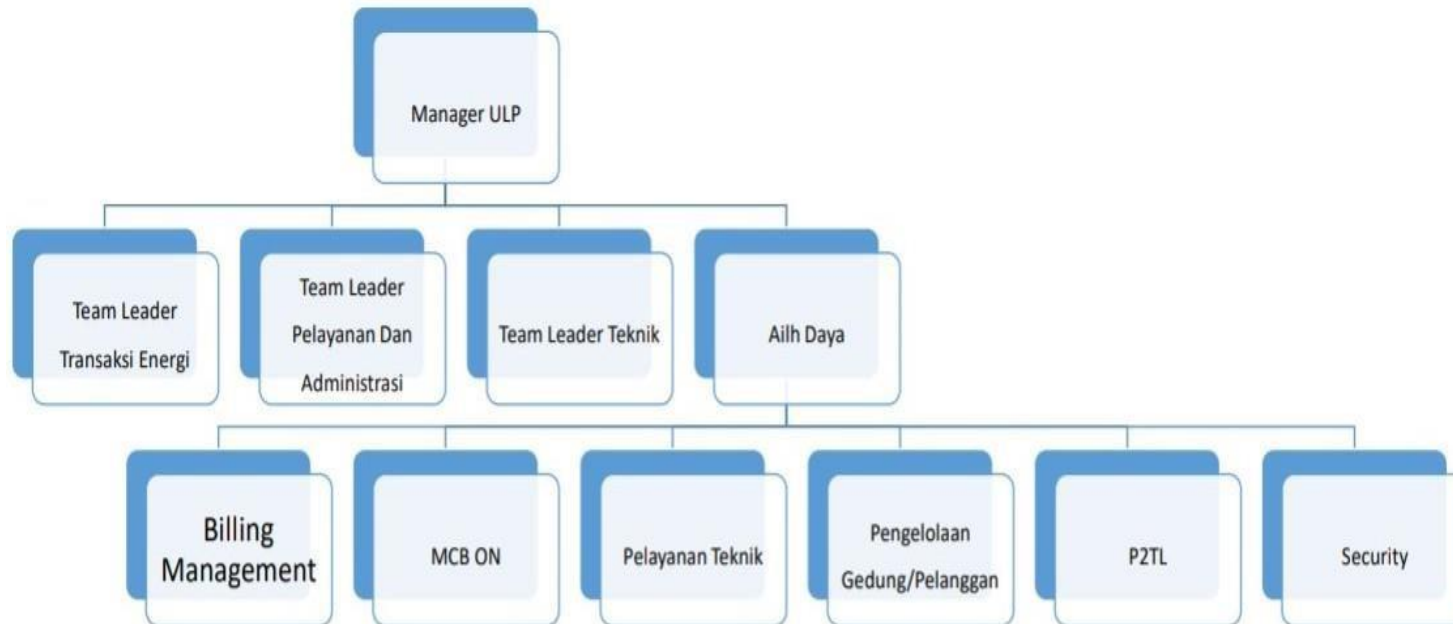 Manager ULP
Team Leader
Transaksi Energi
Team Leader
Pelayanan Dan
Administrasi
Team Leader Teknik
Ailh Daya
Billing
Management
MCB ON
Pelayanan Teknik
Pengelolaan
Gedung/Pelanggan
P2TL
Security